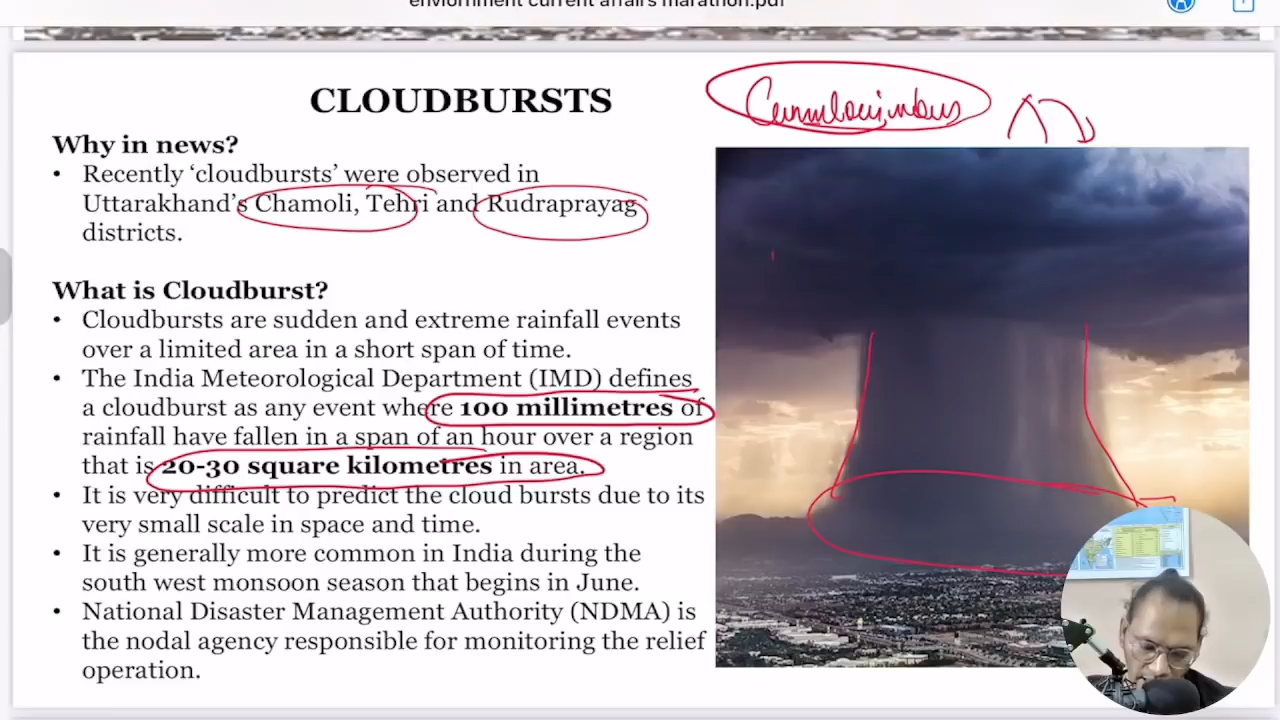 enviornment current affairs marathon.pdf
CLOUDBURSTS
Cumulonimbus
Why in news?
• Recently ‘cloudbursts’ were observed in
Uttarakhand’s Chamoli, Tehri and Rudraprayag
districts.
What is Cloudburst?
• Cloudbursts are sudden and extreme rainfall events
over a limited area in a short span of time.
• The India Meteorological Department (IMD) defines
a cloudburst as any event where 100 millimetres of
rainfall have fallen in a span of an hour over a region
that is 20-30 square kilometres in area.
• It is very difficult to predict the cloud bursts due to its
very small scale in space and time.
• It is generally more common in India during the
south west monsoon season that begins in June.
• National Disaster Management Authority (NDMA) is
the nodal agency responsible for monitoring the relief
operation.